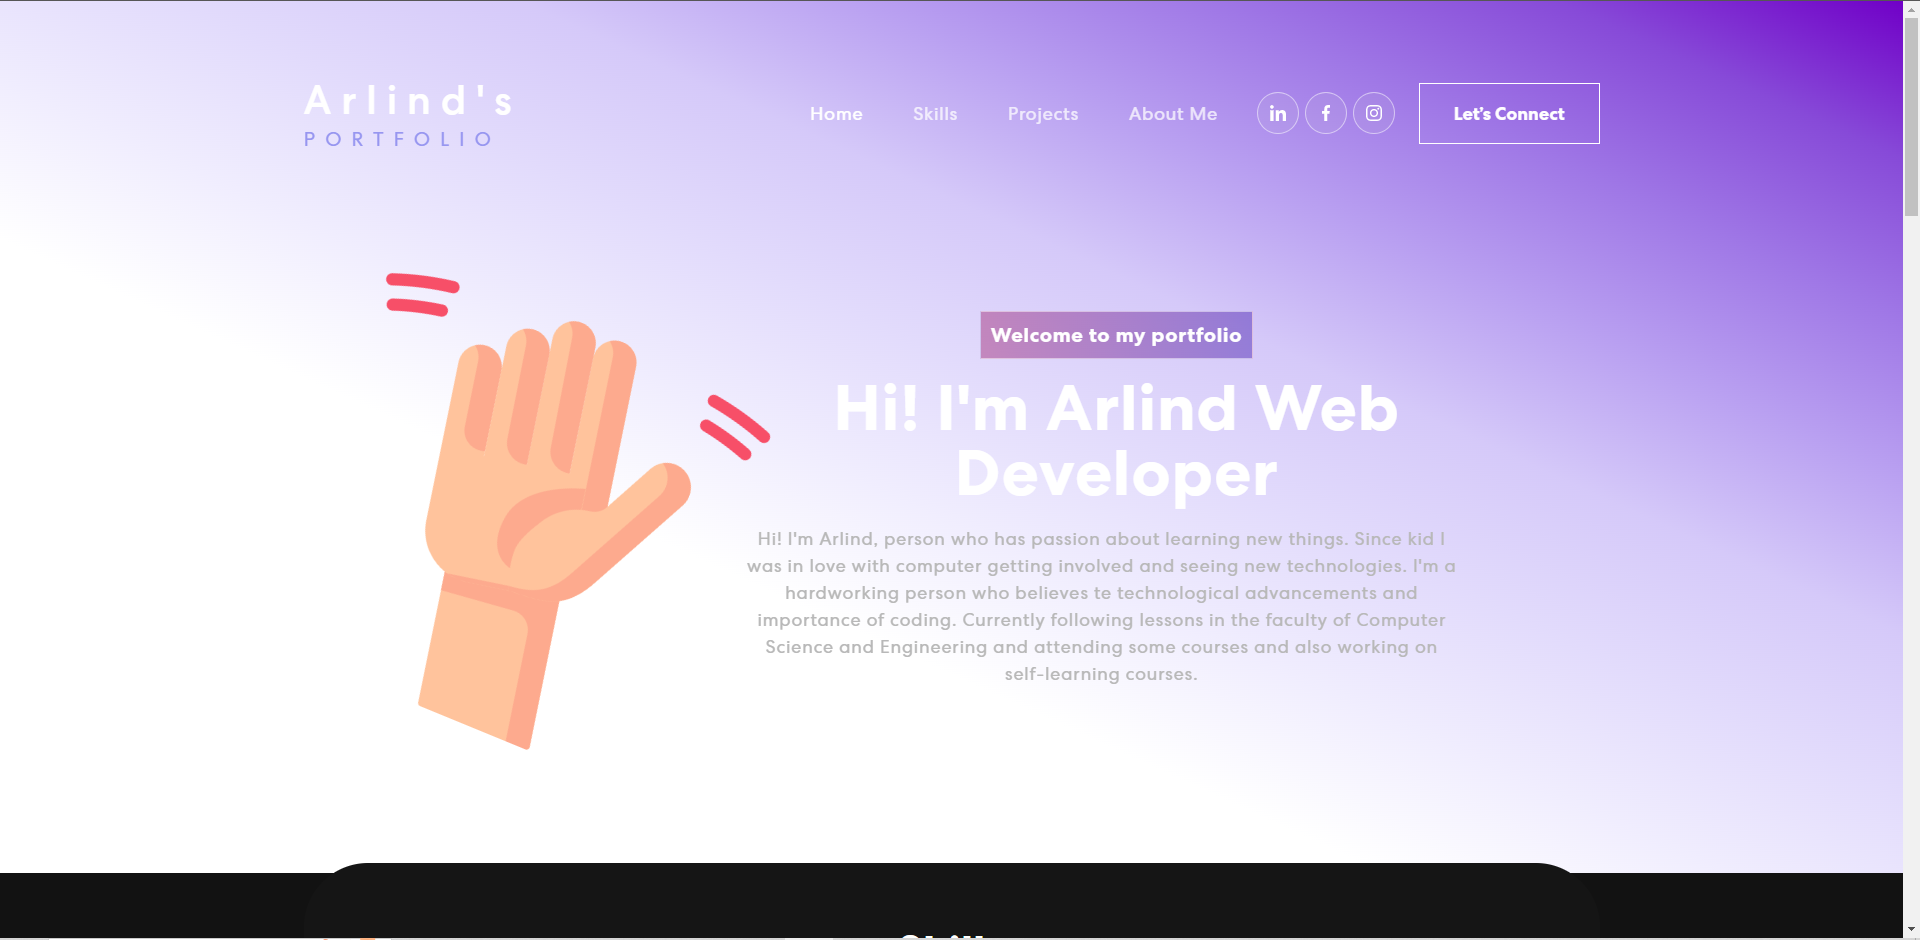 Arlind's
PORTFOLIO
Home Skills Projects About Me in f Let's Connect
Welcome to my portfolio
Hi! I'm Arlind Web
Developer
Hi! I'm Arlind, person who has passion about learning new things. Since kid I
was in love with computer getting involved and seeing new technologies. I'm a
hardworking person who believes te technological advancements and
importance of coding. Currently following lessons in the faculty of Computer
Science and Engineering and attending some courses and also working on
self-learning courses.